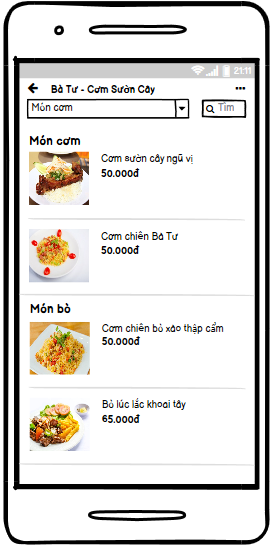 21:11
Bà Tư - Cơm Sườn Cây
Món cơm
Tìm
Món cơm
Cơm sườn cây ngũ vị
50.000đ
Cơm chiên Bà Tư
50.000đ
Món bò
Cơm chiên bò xào thập cẩm
50.000đ
Bò lúc lắc khoai tây
65.000đ